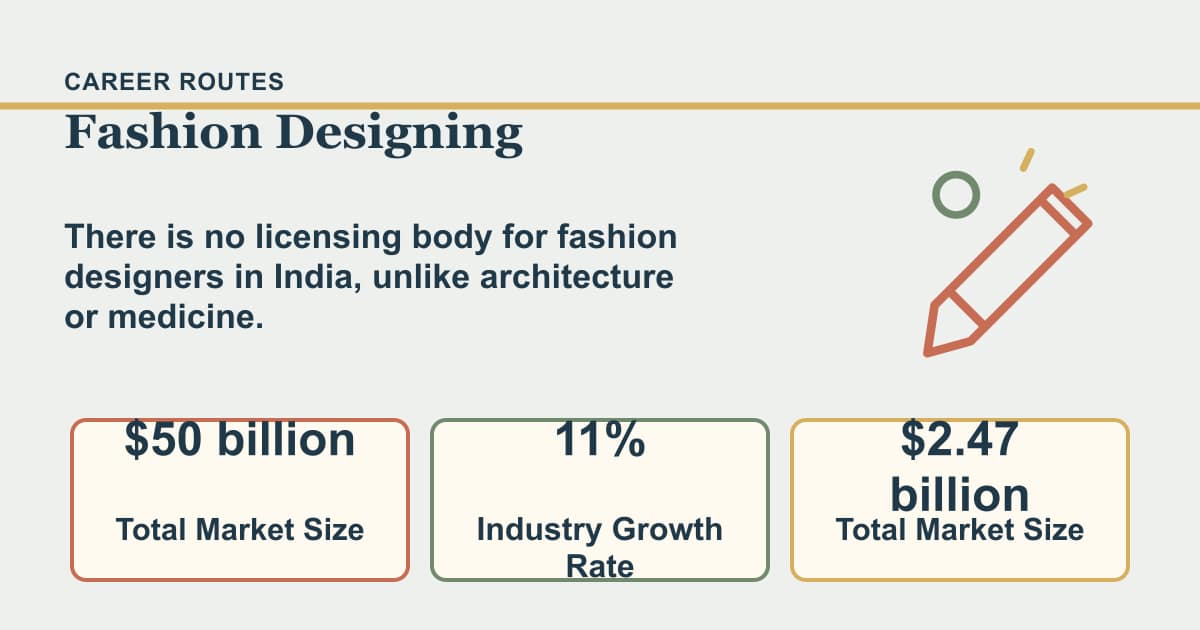 CAREER ROUTES
Fashion Designing
There is no licensing body for fashion
designers in India, unlike architecture
or medicine.
$50 billion
Total Market Size
11%
Industry Growth
Rate
$2.47
billion
Total Market Size